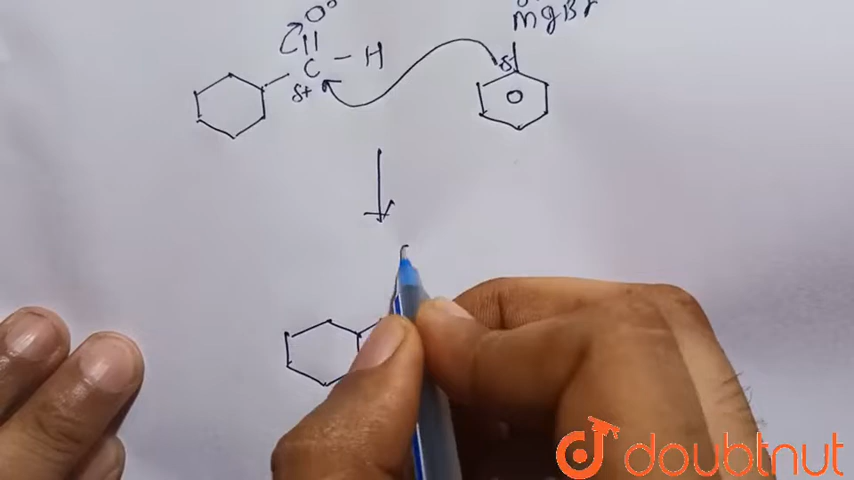 O δ-
MgBr
C - H
δ+
δ-
doubtnut